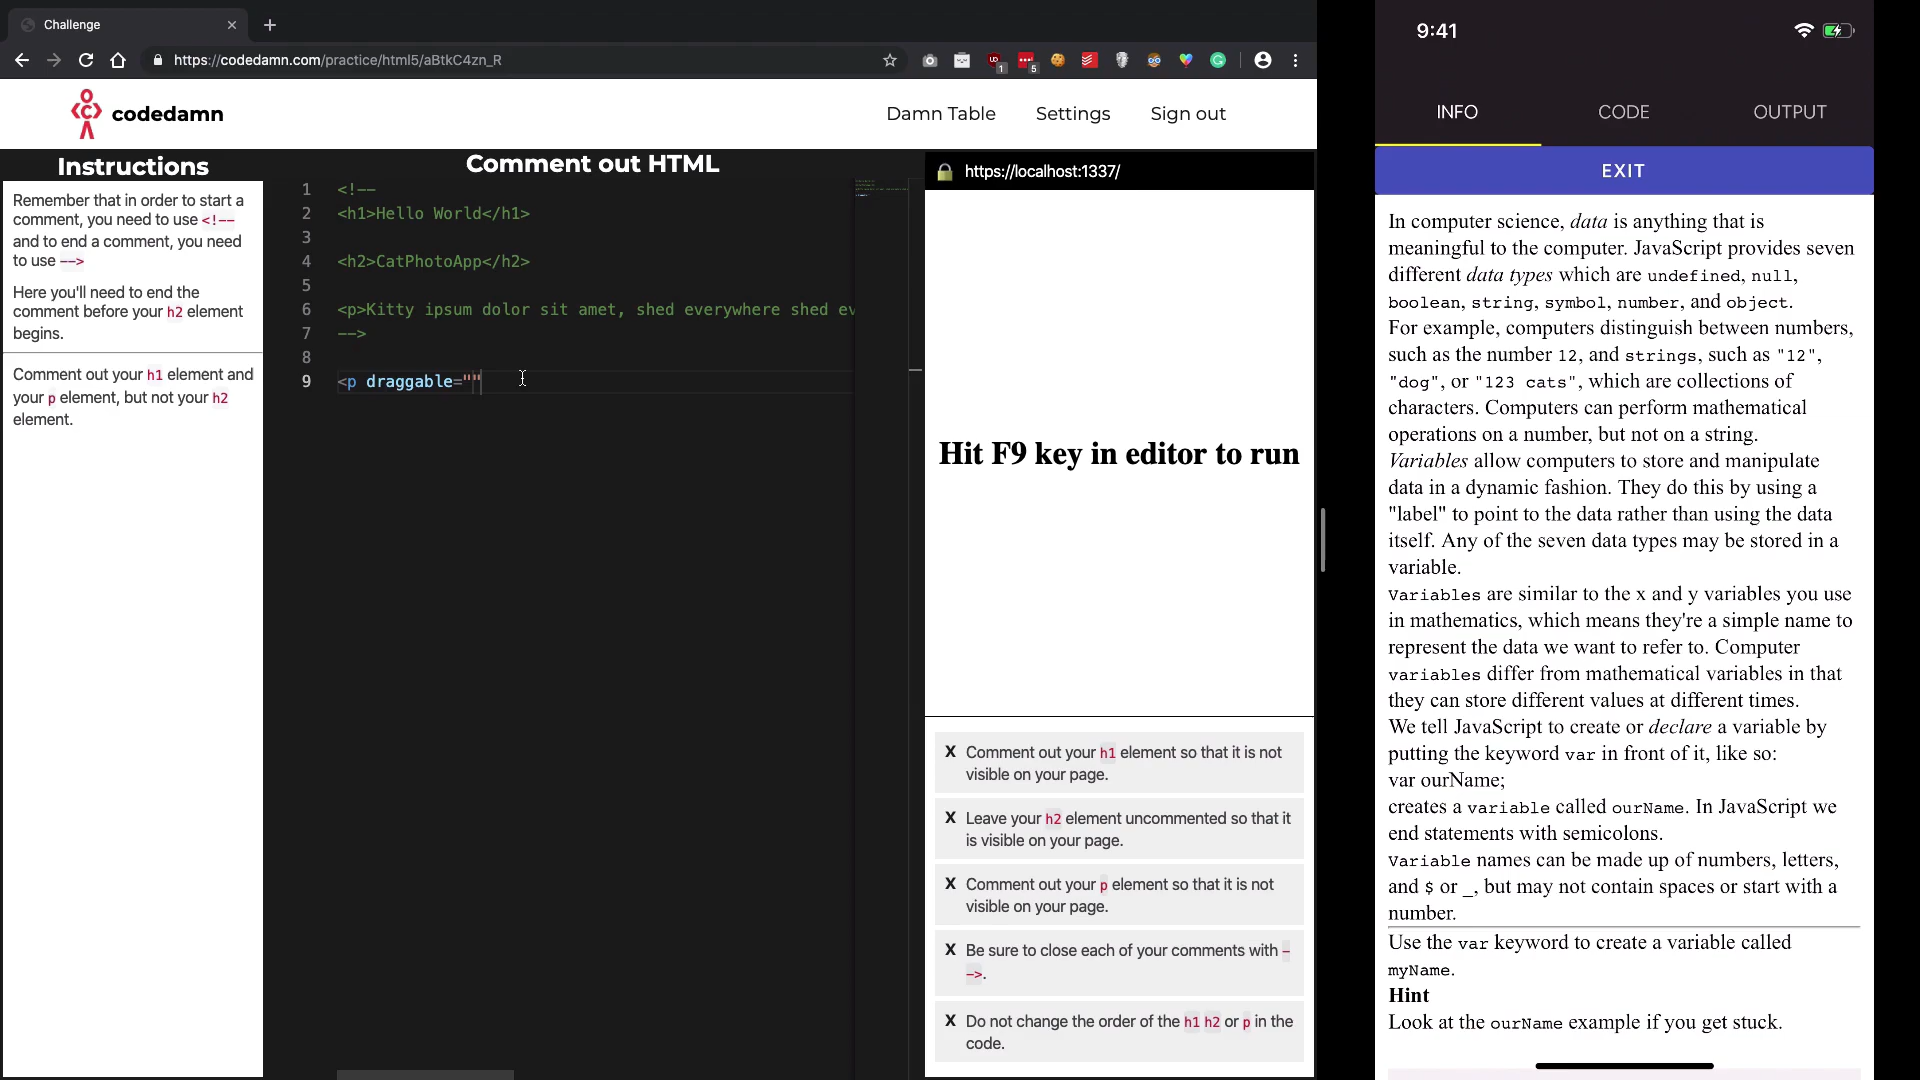 Challenge
https://codedamn.com/practice/html5/aBtkC4zn_R
1
5
codedamn
Damn Table
Settings
Sign out
Instructions
Remember that in order to start a
comment, you need to use <!--
and to end a comment, you need
to use -->
Here you'll need to end the
comment before your h2 element
begins.
Comment out your h1 element and
your p element, but not your h2
element.
Comment out HTML
1 <!--
2 <h1>Hello World</h1>
3
4 <h2>CatPhotoApp</h2>
5
6 <p>Kitty ipsum dolor sit amet, shed everywhere shed ev
7 -->
8
9 <p draggable=""
https://localhost:1337/
Hit F9 key in editor to run
X Comment out your h1 element so that it is not
visible on your page.
X Leave your h2 element uncommented so that it
is visible on your page.
X Comment out your p element so that it is not
visible on your page.
X Be sure to close each of your comments with -
->.
X Do not change the order of the h1 h2 or p in the
code.
9:41
INFO
CODE
OUTPUT
EXIT
In computer science, data is anything that is
meaningful to the computer. JavaScript provides seven
different data types which are undefined, null,
boolean, string, symbol, number, and object.
For example, computers distinguish between numbers,
such as the number 12, and strings, such as "12",
"dog", or "123 cats", which are collections of
characters. Computers can perform mathematical
operations on a number, but not on a string.
Variables allow computers to store and manipulate
data in a dynamic fashion. They do this by using a
"label" to point to the data rather than using the data
itself. Any of the seven data types may be stored in a
variable.
Variables are similar to the x and y variables you use
in mathematics, which means they're a simple name to
represent the data we want to refer to. Computer
variables differ from mathematical variables in that
they can store different values at different times.
We tell JavaScript to create or declare a variable by
putting the keyword var in front of it, like so:
var ourName;
creates a variable called ourName. In JavaScript we
end statements with semicolons.
Variable names can be made up of numbers, letters,
and $ or _, but may not contain spaces or start with a
number.
Use the var keyword to create a variable called
myName.
Hint
Look at the ourName example if you get stuck.